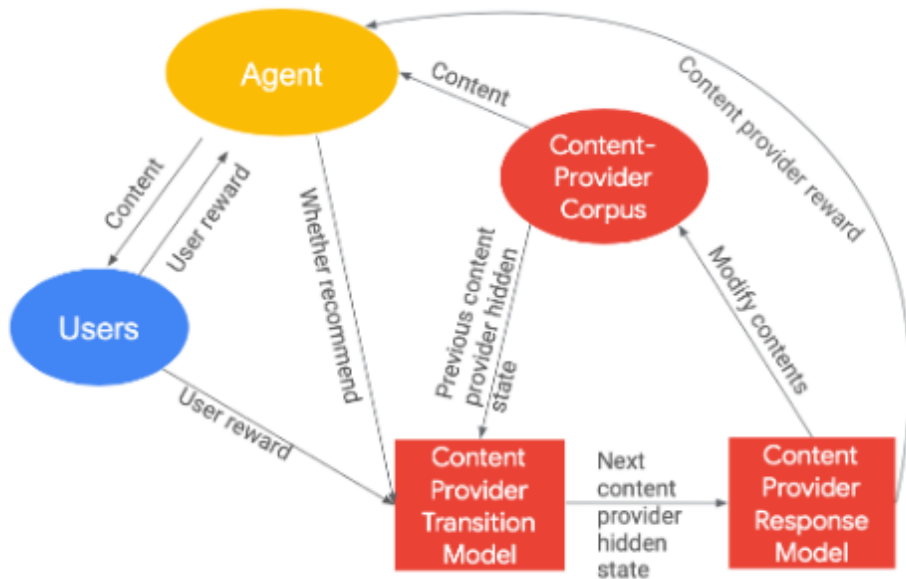 Agent
Content
Content-
Provider
Corpus
Content provider reward
Content
User reward
Whether recommend
Previous content
provider hidden
state
Modify contents
Users
User reward
Content
Provider
Transition
Model
Next
content
provider
hidden
state
Content
Provider
Response
Model